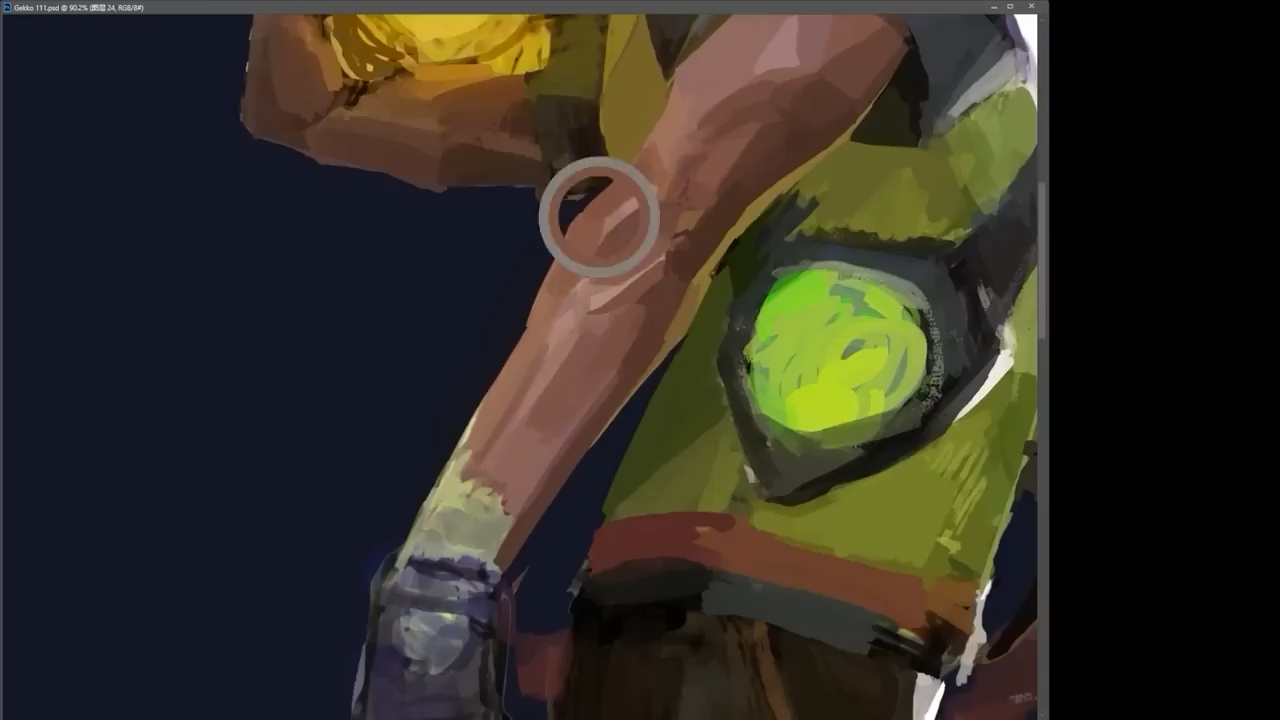 Gekko 111.psd @ 90.2% (图层 24, RGB/8#)